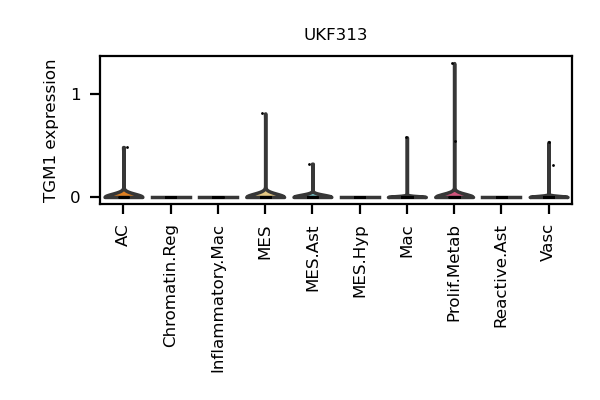 UKF313
TGM1 expression
1
0
AC
Chromatin.Reg
Inflammatory.Mac
MES
MES.Ast
MES.Hyp
Mac
Prolif.Metab
Reactive.Ast
Vasc